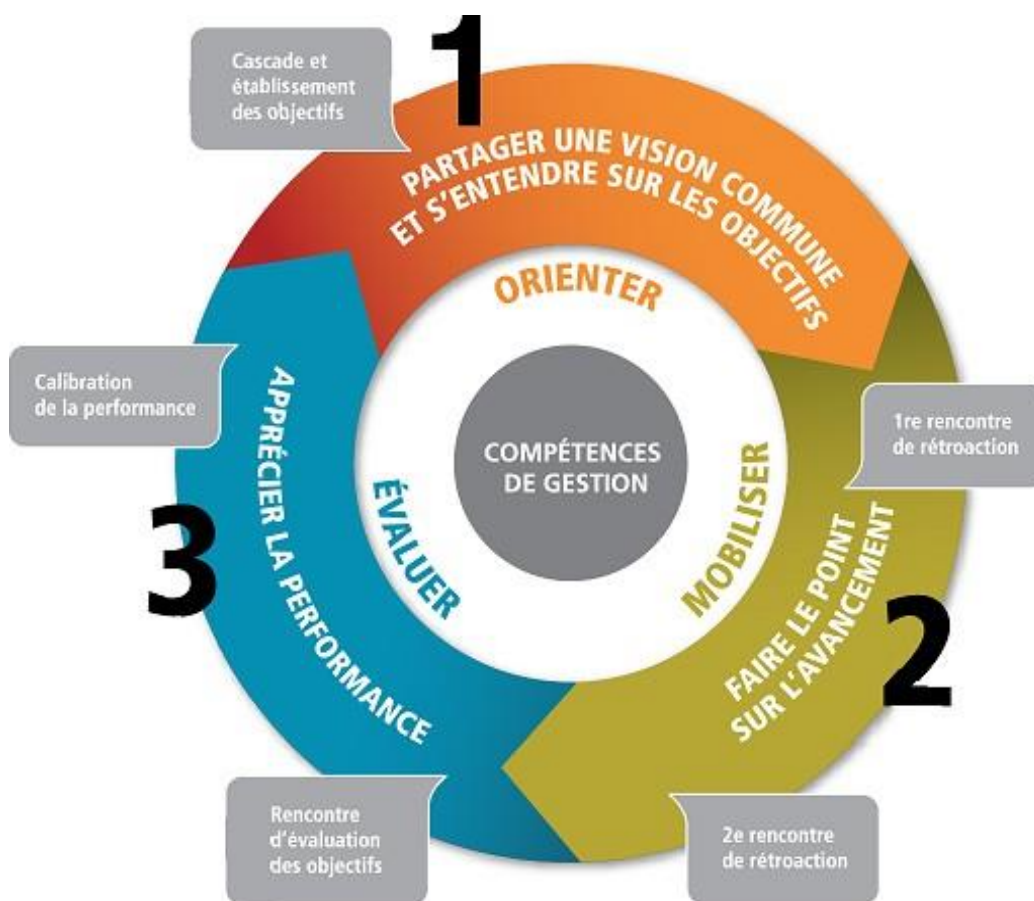 1
Cascade et
établissement
des objectifs
PARTAGER UNE VISION COMMUNE
ET S'ENTENDRE SUR LES OBJECTIFS
ORIENTER
COMPÉTENCES
DE GESTION
MOBILISER
1re rencontre
de rétroaction
2
FAIRE LE POINT
SUR L'AVANCEMENT
2e rencontre
de rétroaction
ÉVALUER
3
APPRÉCIER LA PERFORMANCE
Rencontre
d'évaluation
des objectifs
Calibration
de la performance